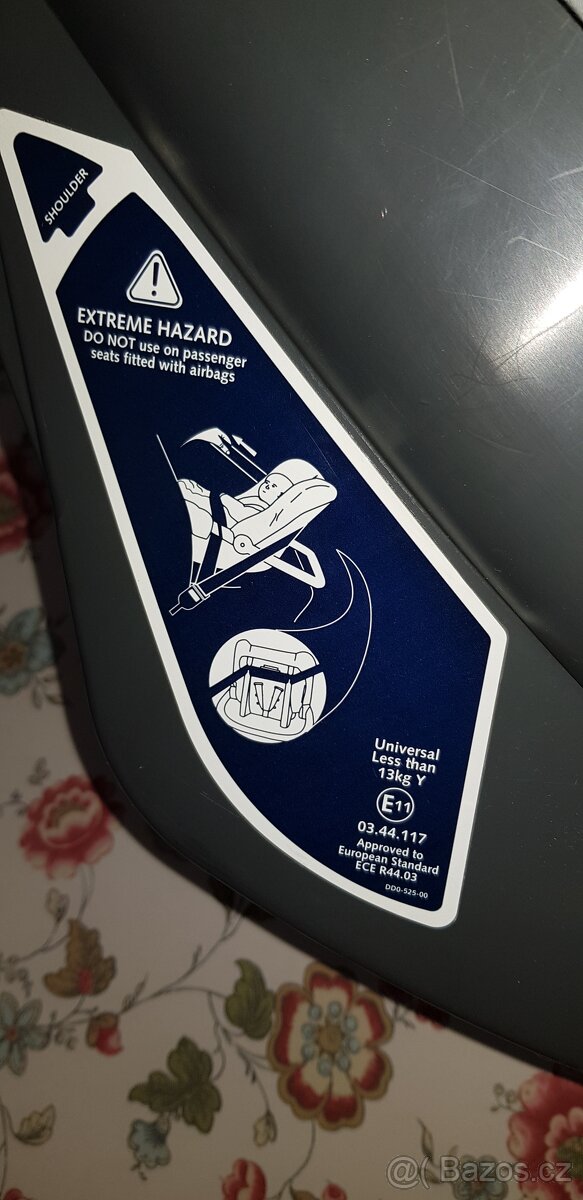 SHOULDER
!
EXTREME HAZARD
DO NOT use on passenger
seats fitted with airbags
Universal
Less than
13kg Y
E11
03.44.117
Approved to
European Standard
ECE R44.03
DD0-525-00
@( Bazos.cz